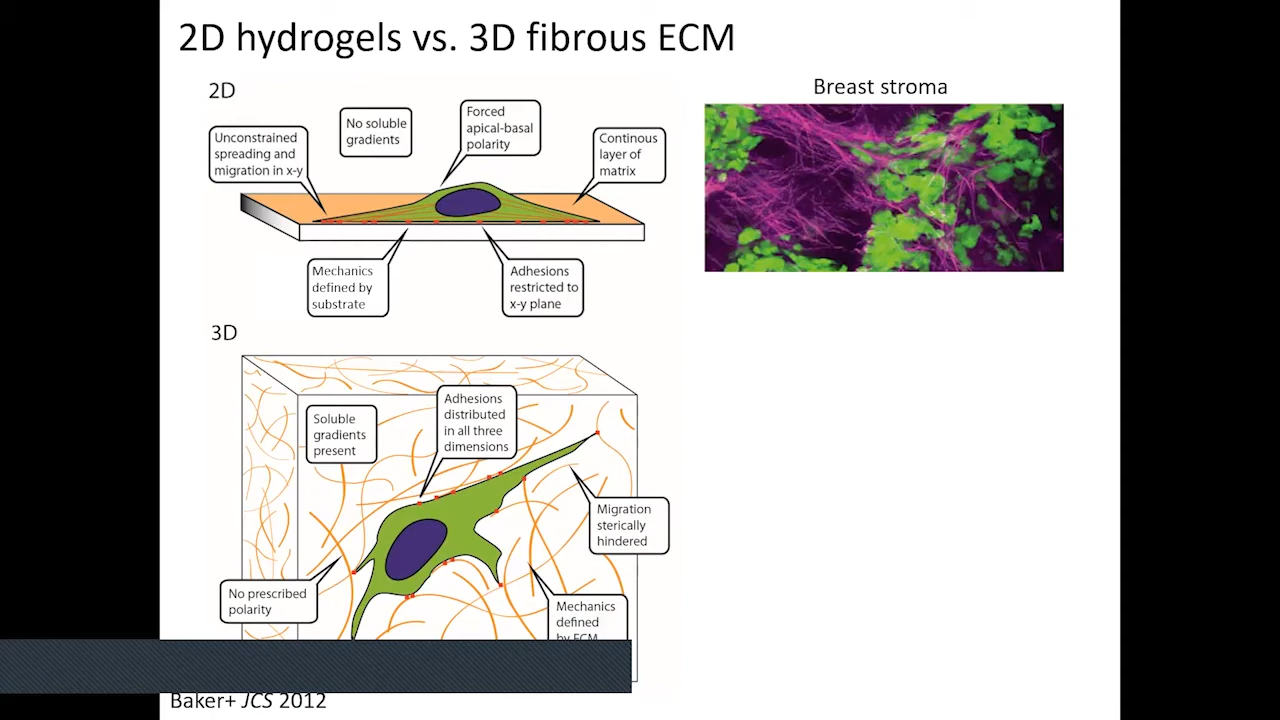 2D hydrogels vs. 3D fibrous ECM
2D
Unconstrained
spreading and
migration in x-y
No soluble
gradients
Forced
apical-basal
polarity
Continous
layer of
matrix
Mechanics
defined by
substrate
Adhesions
restricted to
x-y plane
Breast stroma
3D
Soluble
gradients
present
Adhesions
distributed
in all three
dimensions
Migration
sterically
hindered
No prescribed
polarity
Mechanics
defined
by ECM
Baker+ JCS 2012